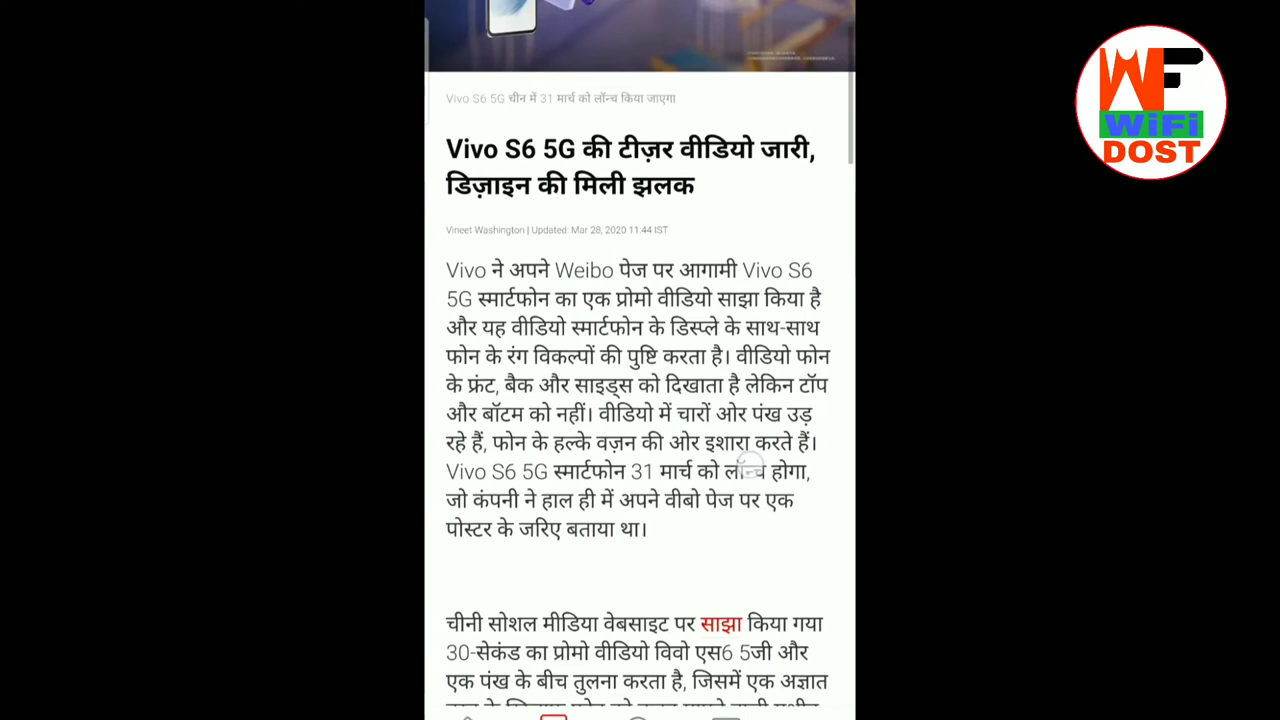 Vivo S6 5G चीन में 31 मार्च को लॉन्च किया जाएगा
Vivo S6 5G की टीज़र वीडियो जारी,
डिज़ाइन की मिली झलक
Vineet Washington | Updated: Mar 28, 2020 11:44 IST
Vivo ने अपने Weibo पेज पर आगामी Vivo S6
5G स्मार्टफोन का एक प्रोमो वीडियो साझा किया है
और यह वीडियो स्मार्टफोन के डिस्प्ले के साथ-साथ
फोन के रंग विकल्पों की पुष्टि करता है। वीडियो फोन
के फ्रंट, बैक और साइड्स को दिखाता है लेकिन टॉप
और बॉटम को नहीं। वीडियो में चारों ओर पंख उड़
रहे हैं, फोन के हल्के वज़न की ओर इशारा करते हैं।
Vivo S6 5G स्मार्टफोन 31 मार्च को लॉन्च होगा,
जो कंपनी ने हाल ही में अपने वीबो पेज पर एक
पोस्टर के जरिए बताया था।
चीनी सोशल मीडिया वेबसाइट पर साझा किया गया
30-सेकंड का प्रोमो वीडियो विवो एस6 5जी और
एक पंख के बीच तुलना करता है, जिसमें एक अज्ञात
WF
WiFi
DOST